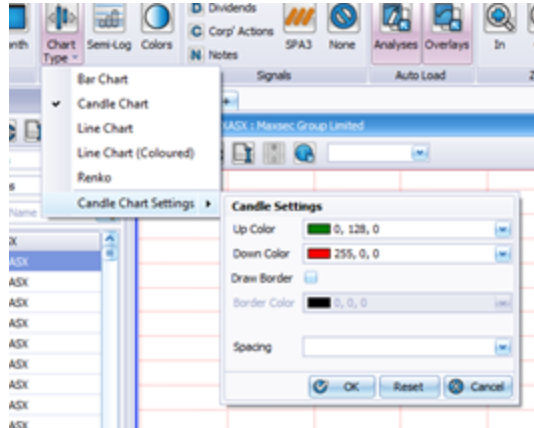 Dividends
D
Corp' Actions
C
Notes
N
Chart
Type
Semi-Log
Colors
SPA3
None
Analyses
Overlays
In
Signals
Auto Load
Bar Chart
Candle Chart
Line Chart
Line Chart (Coloured)
Renko
Candle Chart Settings
: Maxsec Group Limited
Name
ASX
ASX
ASX
ASX
ASX
ASX
ASX
ASX
Candle Settings
Up Color
0, 128, 0
Down Color
255, 0, 0
Draw Border
Border Color
0, 0, 0
Spacing
OK
Reset
Cancel